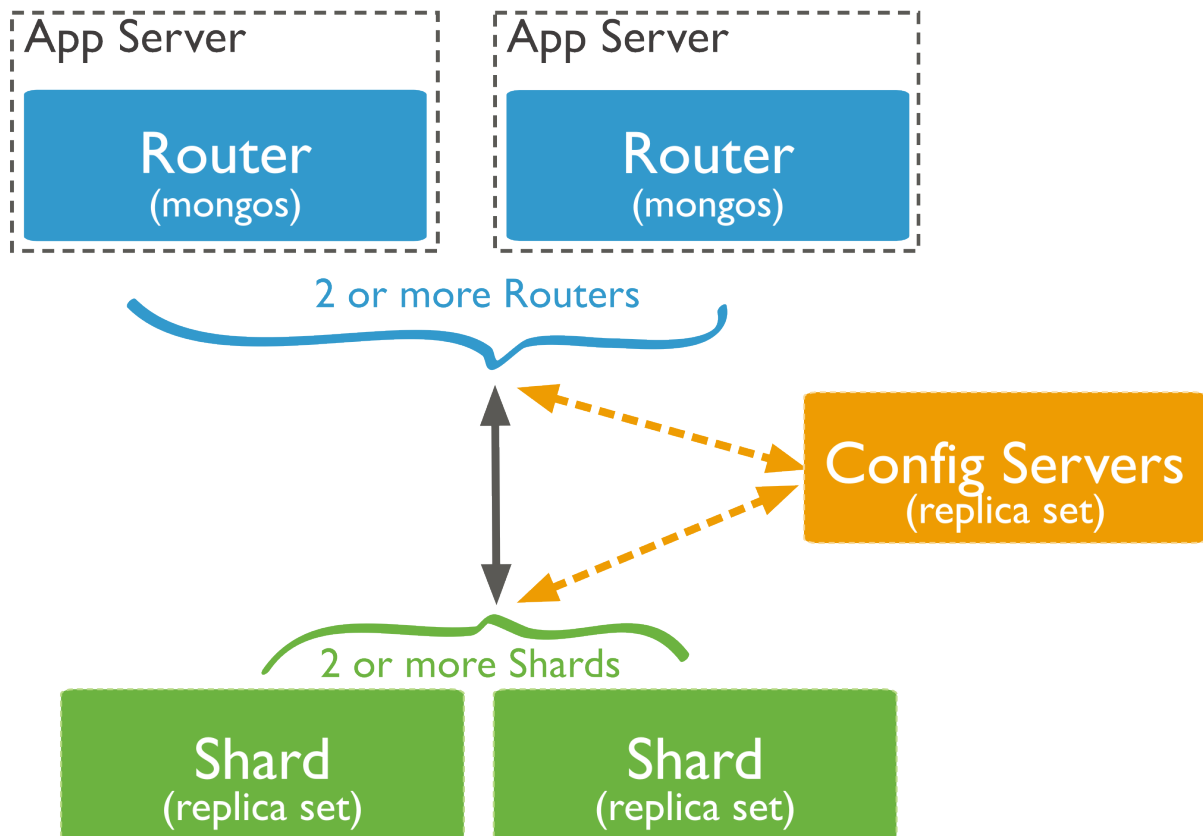 App Server
App Server
Router
(mongos)
Router
(mongos)
2 or more Routers
Config Servers
(replica set)
2 or more Shards
Shard
(replica set)
Shard
(replica set)